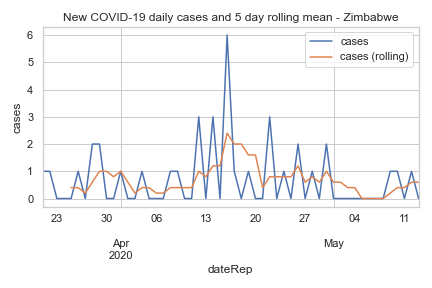 New COVID-19 daily cases and 5 day rolling mean - Zimbabwe
cases
cases (rolling)
6
5
4
3
2
1
0
cases
23 30 06 13 20 27 04 11
Apr May
2020
dateRep